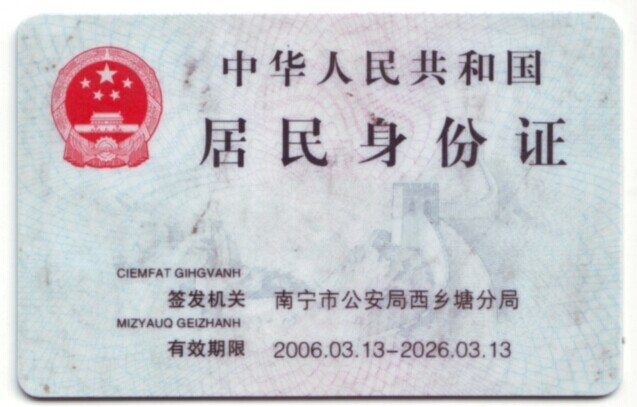 中华人民共和国
居民身份证
CIEMFAT GIHGVANH
签发机关 南宁市公安局西乡塘分局
MIZYAUQ GEIZHANH
有效期限 2006.03.13-2026.03.13